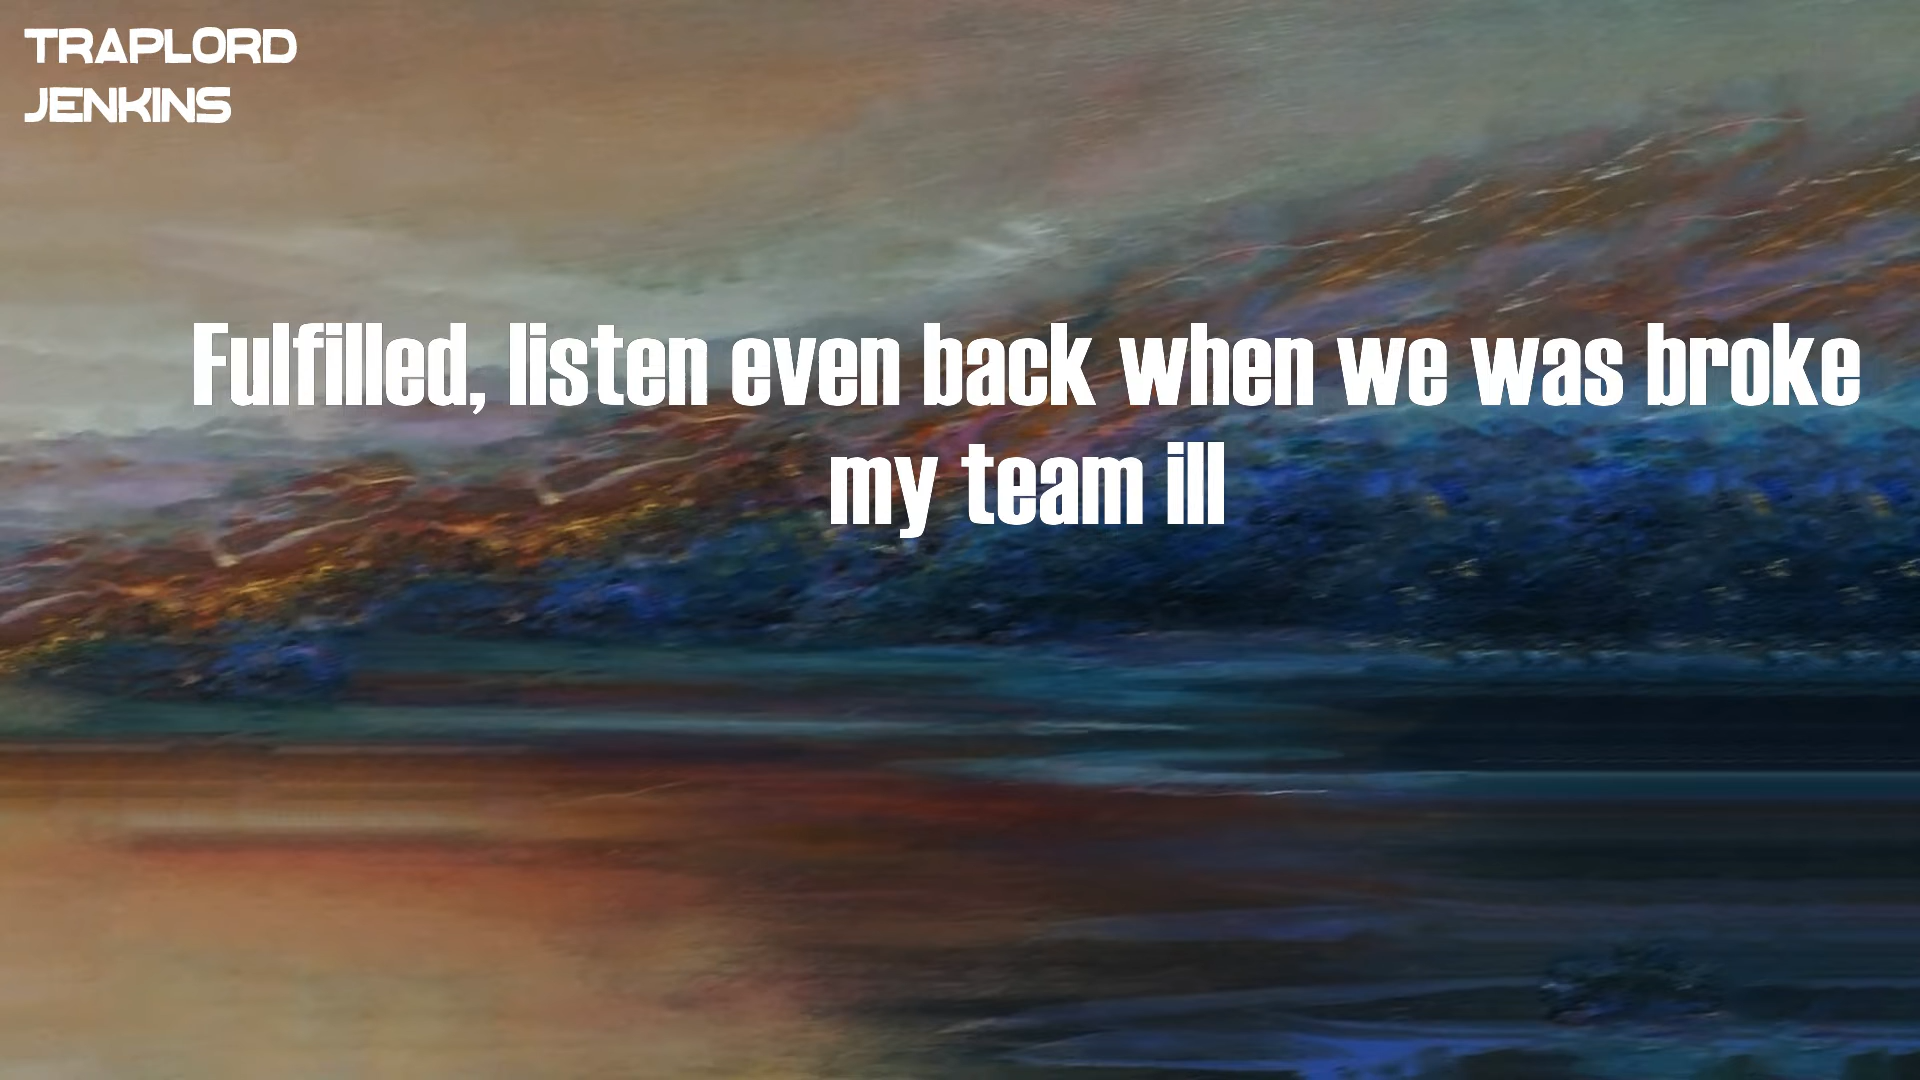 TRAPLORD
JENKINS
Fulfilled, listen even back when we was broke
my team ill